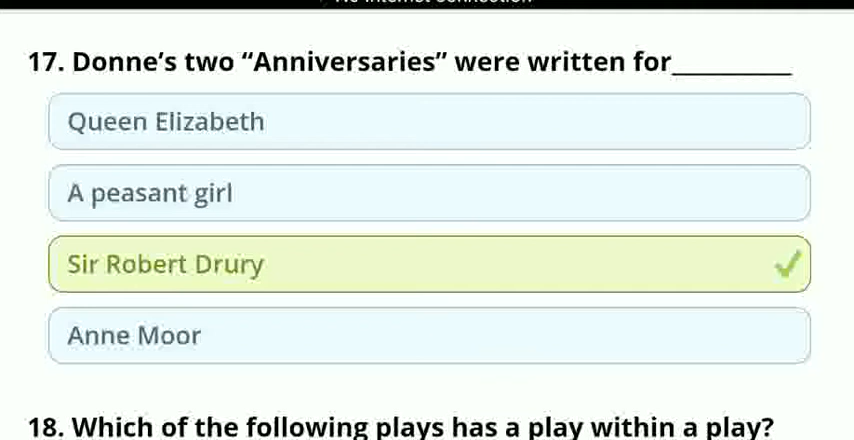 17. Donne’s two “Anniversaries” were written for__________
Queen Elizabeth
A peasant girl
Sir Robert Drury
Anne Moor
18. Which of the following plays has a play within a play?